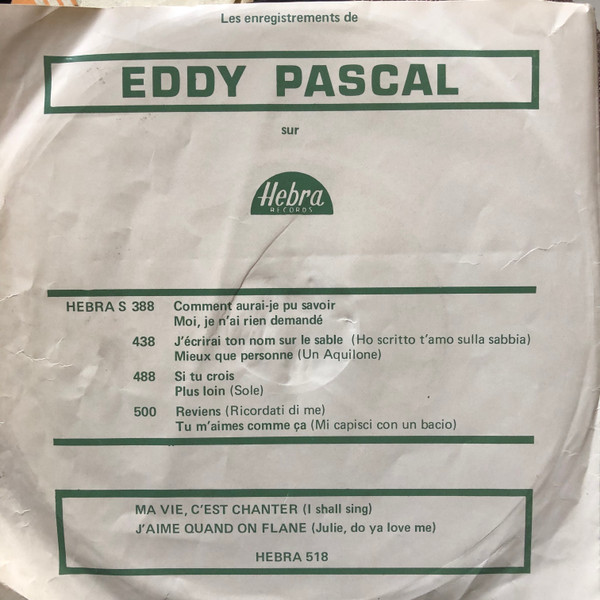 Les enregistrements de
EDDY PASCAL
sur
Hebra
RECORDS
HEBRA S 388 Comment aurai-je pu savoir
Moi, je n'ai rien demandé
438 J'écrirai ton nom sur le sable (Ho scritto t'amo sulla sabbia)
Mieux que personne (Un Aquilone)
488 Si tu crois
Plus loin (Sole)
500 Reviens (Ricordati di me)
Tu m'aimes comme ça (Mi capisci con un bacio)
MA VIE, C'EST CHANTER (I shall sing)
J'AIME QUAND ON FLANE (Julie, do ya love me)
HEBRA 518